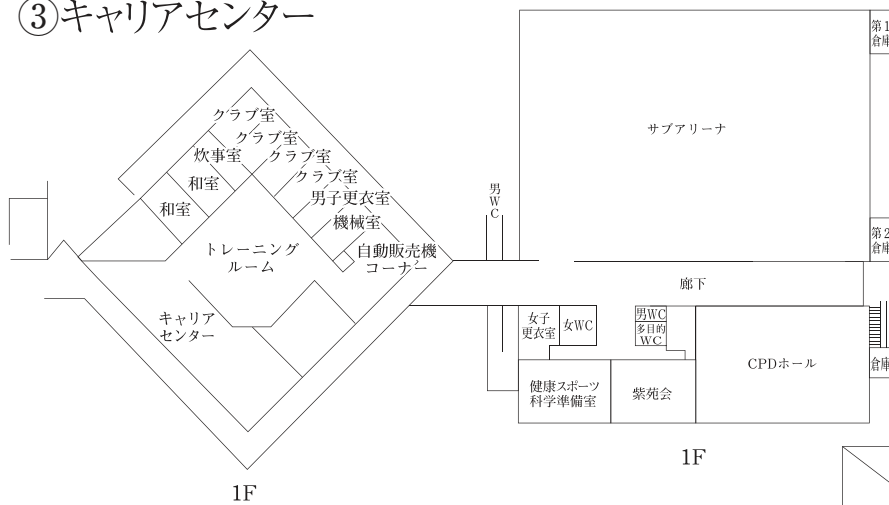 ③キャリアセンター
クラブ室
クラブ室
炊事室
クラブ室
和室
クラブ室
和室
男子更衣室
機械室
トレーニング
ルーム
自動販売機
コーナー
キャリア
センター
1F
男WC
サブアリーナ
第1
倉庫
第2
倉庫
廊下
女子
更衣室
女WC
男WC
多目的
WC
CPDホール
倉庫
健康スポーツ
科学準備室
紫苑会
1F